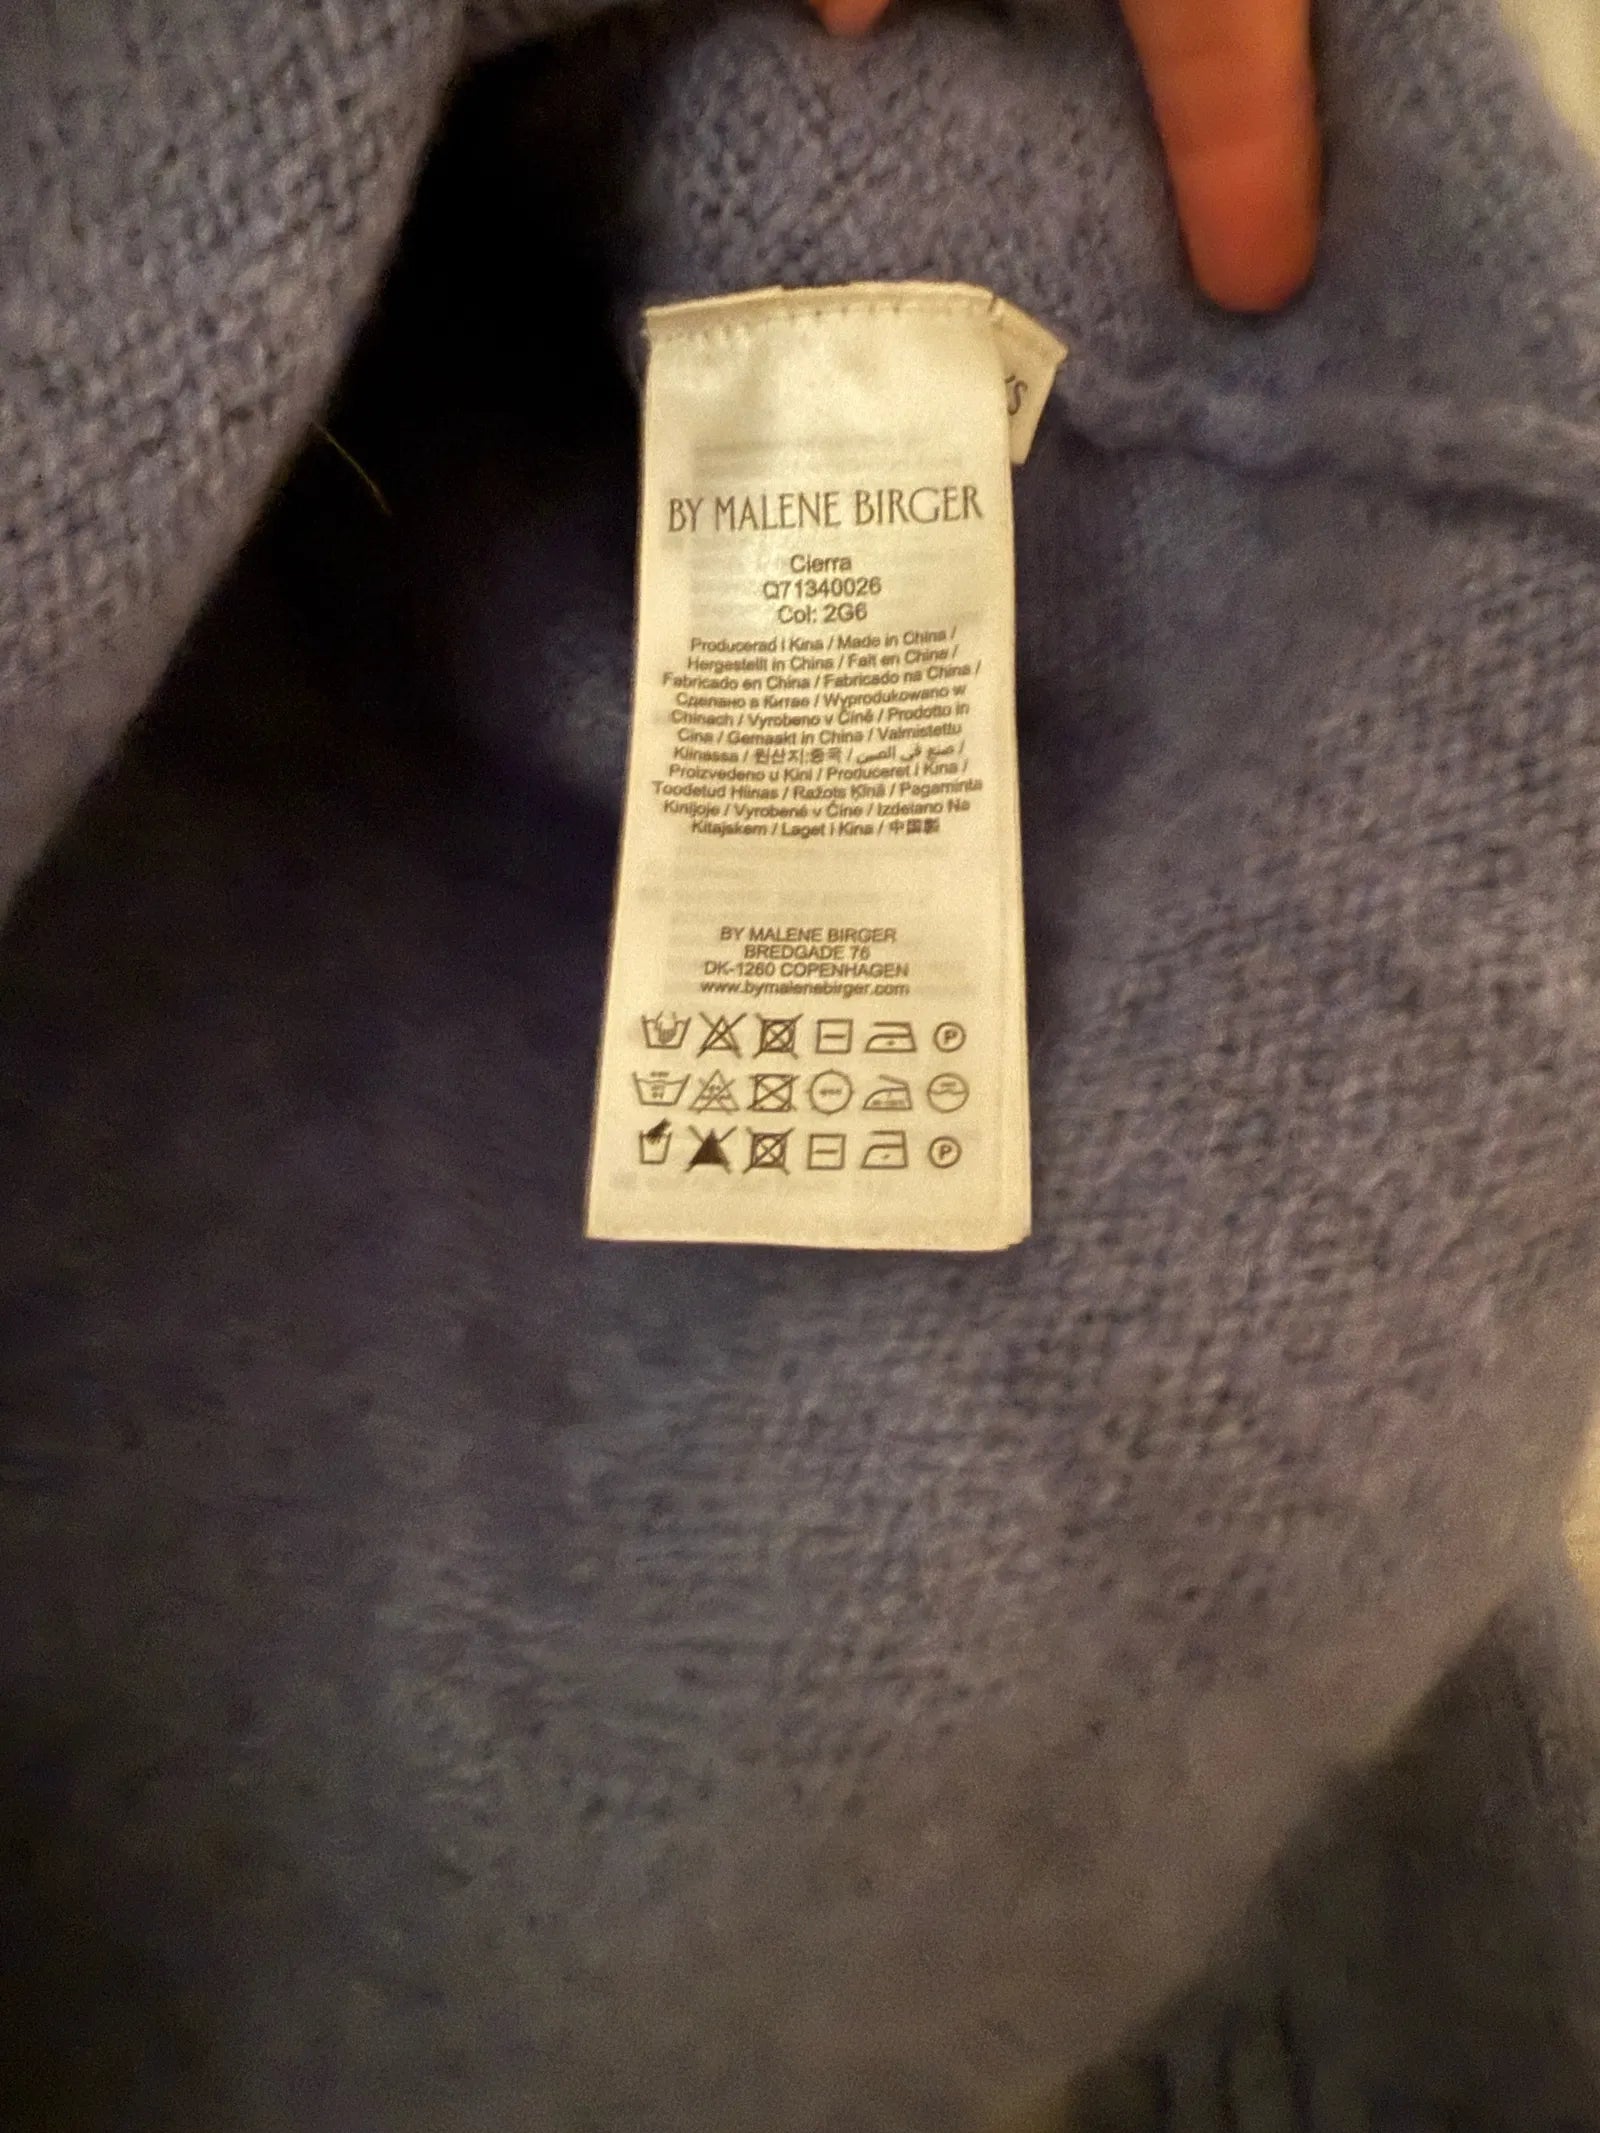 XS
BY MALENE BIRGER
Cierra
Q71340026
Col: 2G6
Producerad i Kina / Made in China /
Hergestellt in China / Fait en Chine /
Fabricado en China / Fabricado na China /
Сделано в Китае / Wyprodukowano w
Chinach / Vyrobeno v Číně / Prodotto in
Cina / Gemaakt in China / Valmistettu
Kiinassa / 원산지:중국 / صنع في الصين /
Proizvedeno u Kini / Produceret i Kina /
Toodetud Hiinas / Ražots Ķīnā / Pagaminta
Kinijoje / Vyrobené v Číne / Izdelano Na
Kitajskem / Laget i Kina / 中国製
BY MALENE BIRGER
BREDGADE 76
DK-1260 COPENHAGEN
www.bymalenebirger.com
P
P